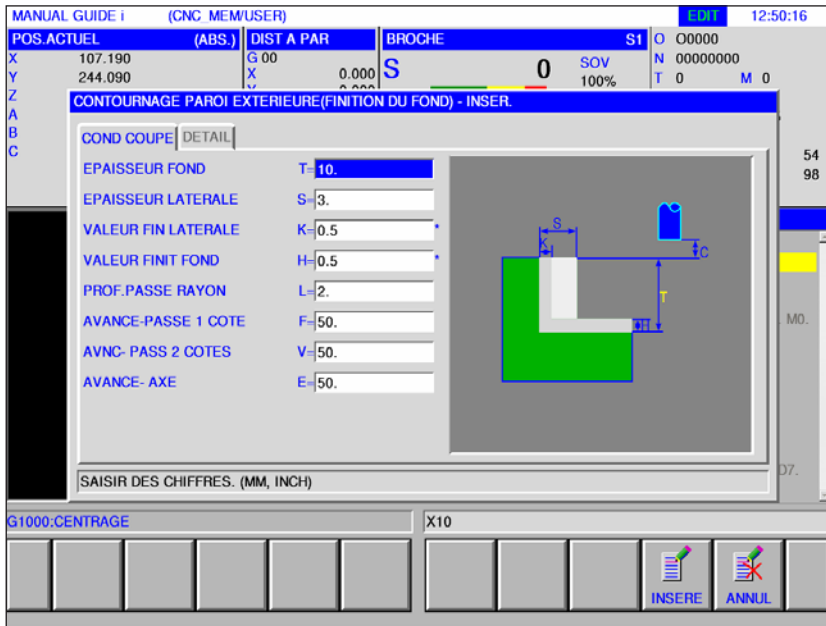 MANUAL GUIDE i (CNC_MEM/USER) EDIT 12:50:16
POS.ACTUEL (ABS.) DIST A PAR BROCHE S1 O O0000
X 107.190 G 00 S 0 SOV N 00000000
Y 244.090 X 0.000 100% T 0 M 0
Z
A
B
C
54
98
CONTOURNAGE PAROI EXTERIEURE(FINITION DU FOND) - INSER.
COND COUPE DETAIL
EPAISSEUR FOND T=10.
EPAISSEUR LATERALE S=3.
VALEUR FIN LATERALE K=0.5 *
VALEUR FINIT FOND H=0.5 *
PROF.PASSE RAYON L=2.
AVANCE-PASSE 1 COTE F=50.
AVNC- PASS 2 COTES V=50.
AVANCE- AXE E=50.
S
K
C
T
H
M0.
D7.
SAISIR DES CHIFFRES. (MM, INCH)
G1000:CENTRAGE X10
INSERE ANNUL